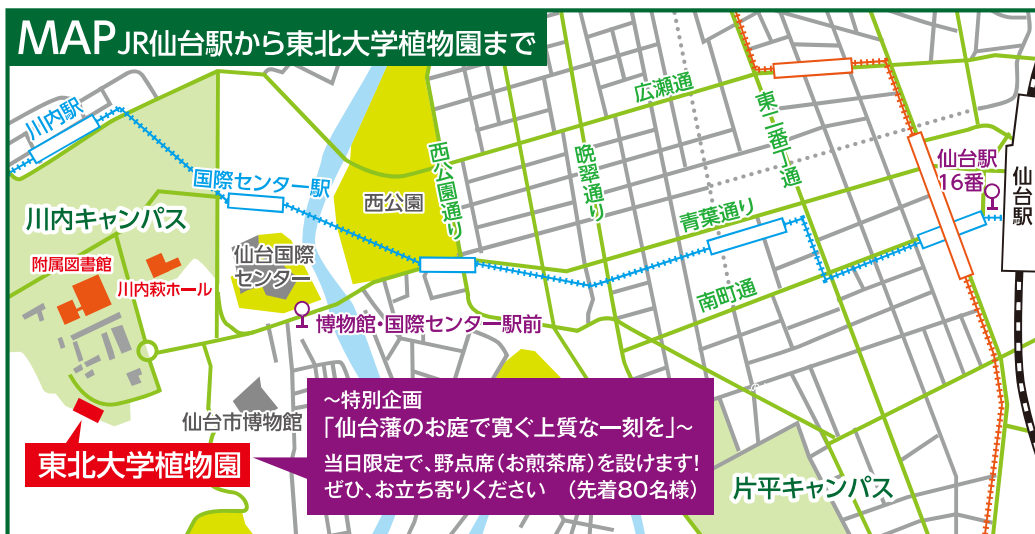 MAP JR仙台駅から東北大学植物園まで
川内駅
国際センター駅
川内キャンパス
附属図書館
川内萩ホール
仙台国際
センター
西公園
西公園通り
広瀬通
晩翠通り
東二番丁通
青葉通り
南町通
仙台駅
16番
仙台駅
博物館・国際センター駅前
仙台市博物館
東北大学植物園
～特別企画
「仙台藩のお庭で寛ぐ上質な一刻を」～
当日限定で、野点席（お煎茶席）を設けます！
ぜひ、お立ち寄りください （先着80名様）
片平キャンパス